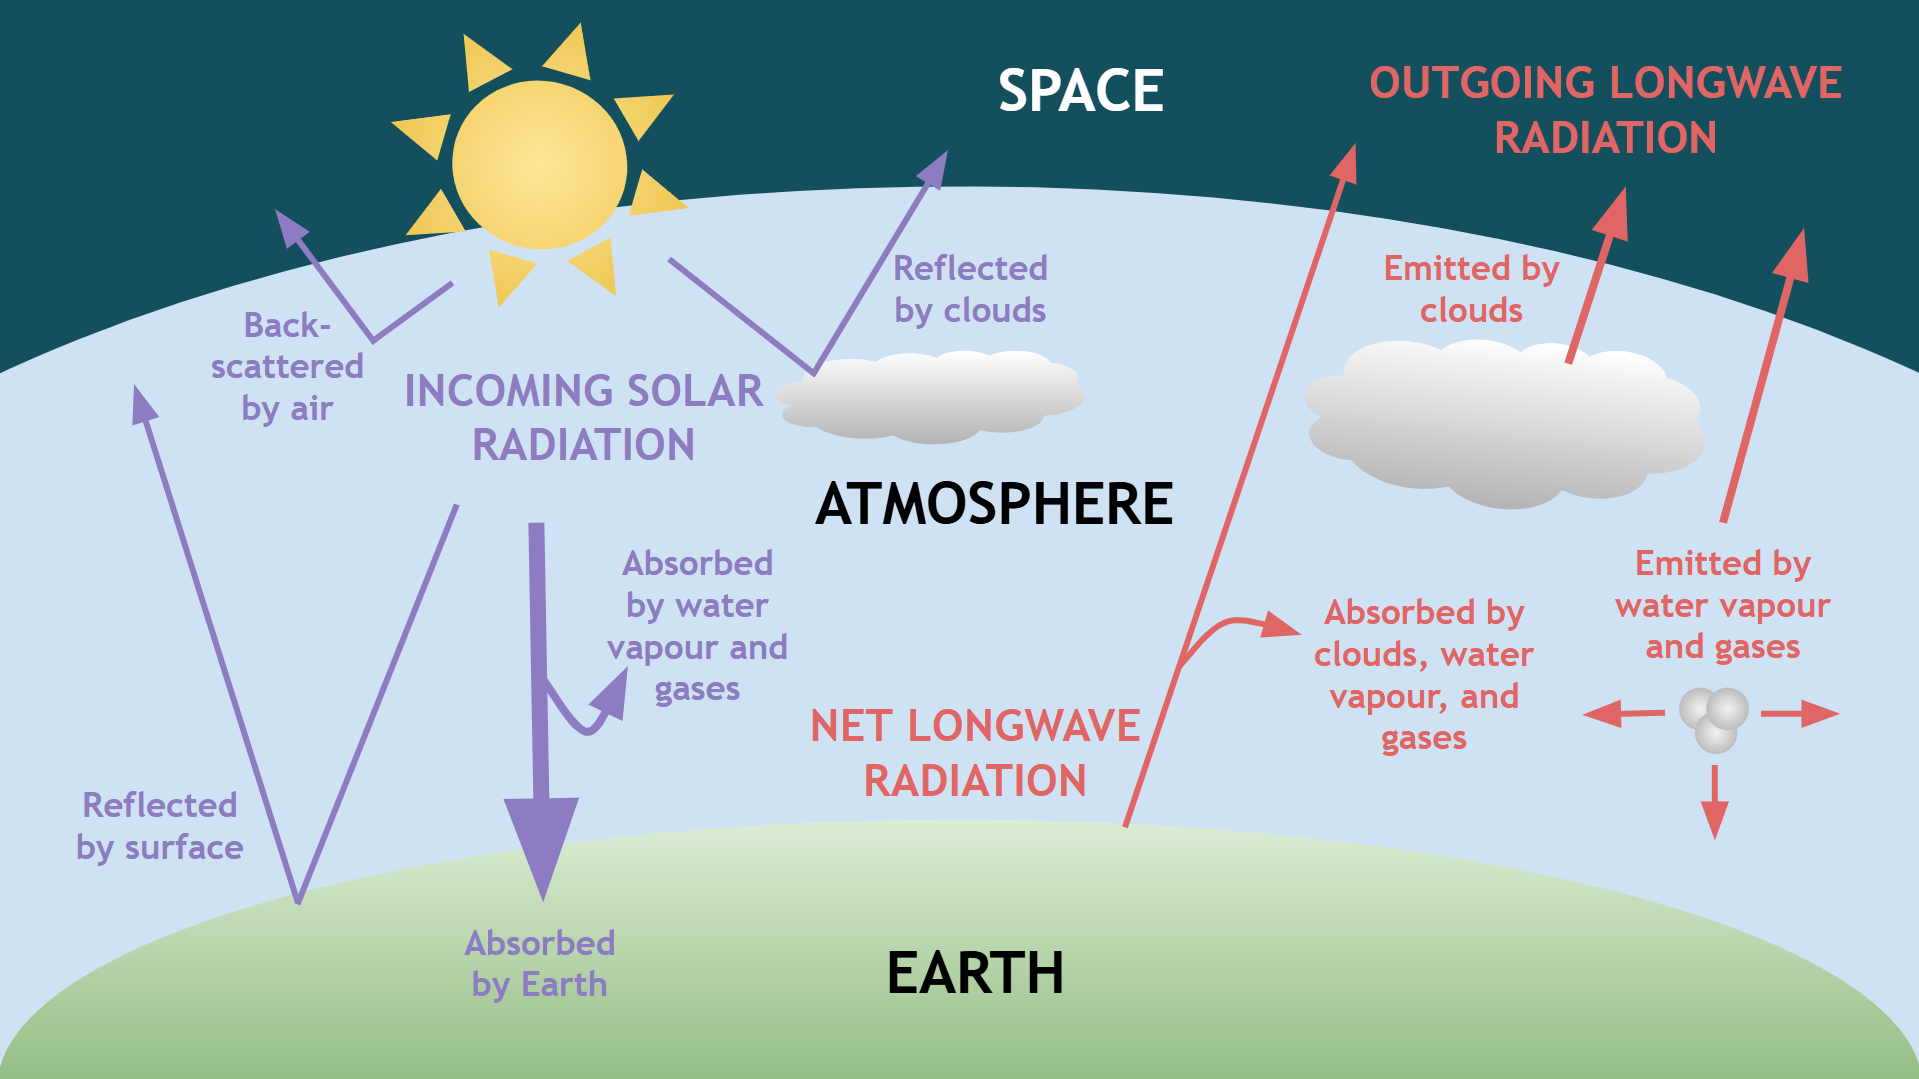 SPACE
OUTGOING LONGWAVE
RADIATION
Reflected
by clouds
Emitted by
clouds
Back-
scattered
by air
INCOMING SOLAR
RADIATION
ATMOSPHERE
Absorbed
by water
vapour and
gases
Emitted by
water vapour
and gases
Absorbed by
clouds, water
vapour, and
gases
NET LONGWAVE
RADIATION
Reflected
by surface
Absorbed
by Earth
EARTH